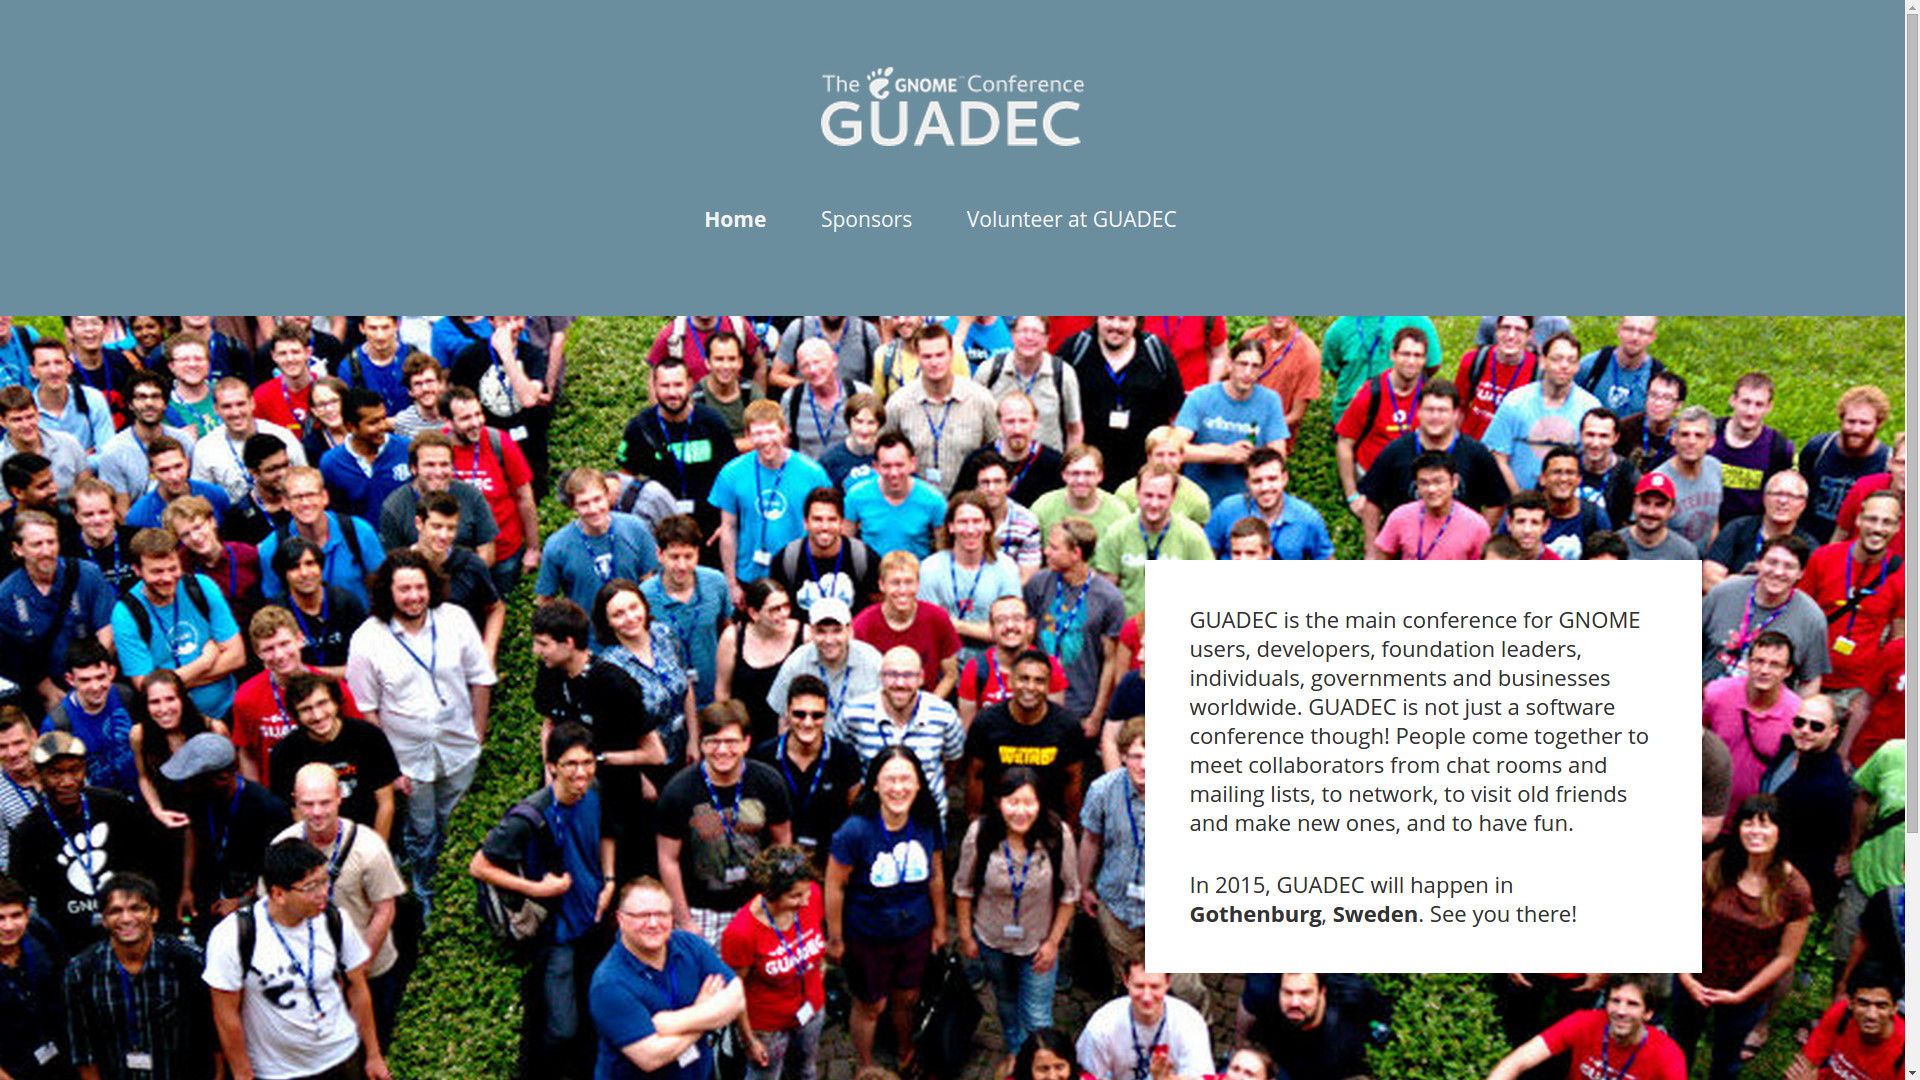 The GNOME™ Conference
GUADEC
Home Sponsors Volunteer at GUADEC
GUADEC is the main conference for GNOME
users, developers, foundation leaders,
individuals, governments and businesses
worldwide. GUADEC is not just a software
conference though! People come together to
meet collaborators from chat rooms and
mailing lists, to network, to visit old friends
and make new ones, and to have fun.
In 2015, GUADEC will happen in
Gothenburg, Sweden. See you there!